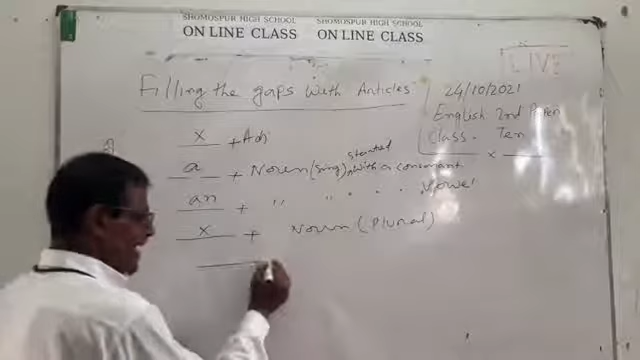 SHOMOSPUR HIGH SCHOOL SHOMOSPUR HIGH SCHOOL
ON LINE CLASS ON LINE CLASS
LIVE
Filling the gaps with Articles
24/10/2021
English 2nd Paper
Class - Ten
x + Adj
a + Noun (sing) started with a consonant
an + " " . . . vowel
x + Noun (Plural)